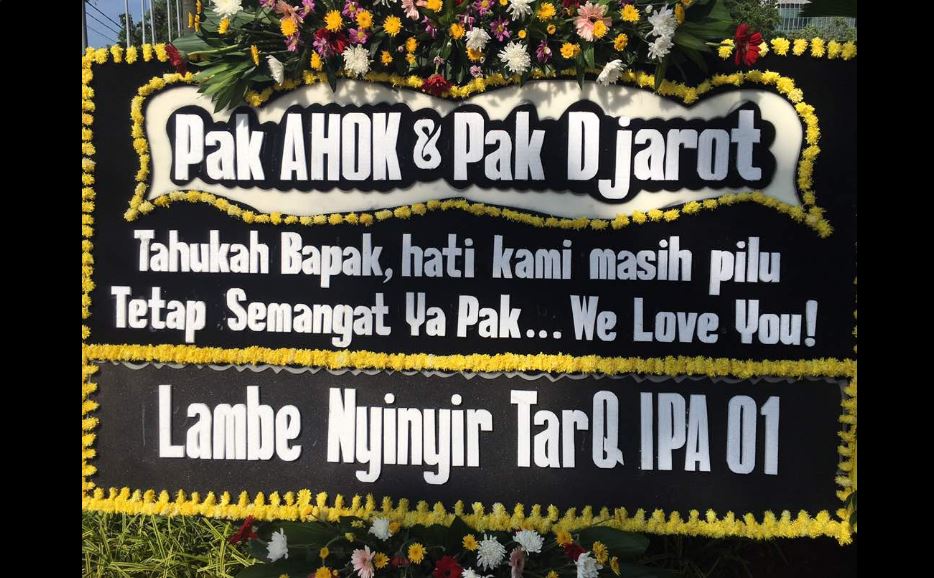 Pak AHOK & Pak Djarot
Tahukah Bapak, hati kami masih pilu
Tetap Semangat Ya Pak... We Love You!
Lambe Nyinyir TarQ IPA 01